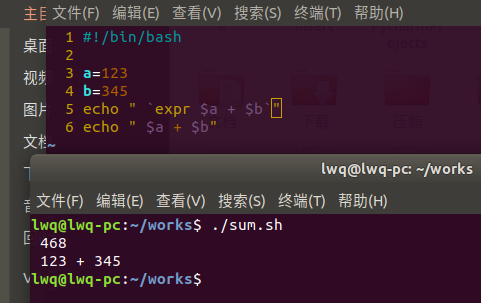 主目
文件(F) 编辑(E) 查看(V) 搜索(S) 终端(T) 帮助(H)
桌面
视频
图片
文档
1 #!/bin/bash
2
3 a=123
4 b=345
5 echo " `expr $a + $b`"
6 echo " $a + $b"
~
下载
lwq@lwq-pc: ~/works
文件(F) 编辑(E) 查看(V) 搜索(S) 终端(T) 帮助(H)
lwq@lwq-pc:~/works$ ./sum.sh
468
123 + 345
lwq@lwq-pc:~/works$